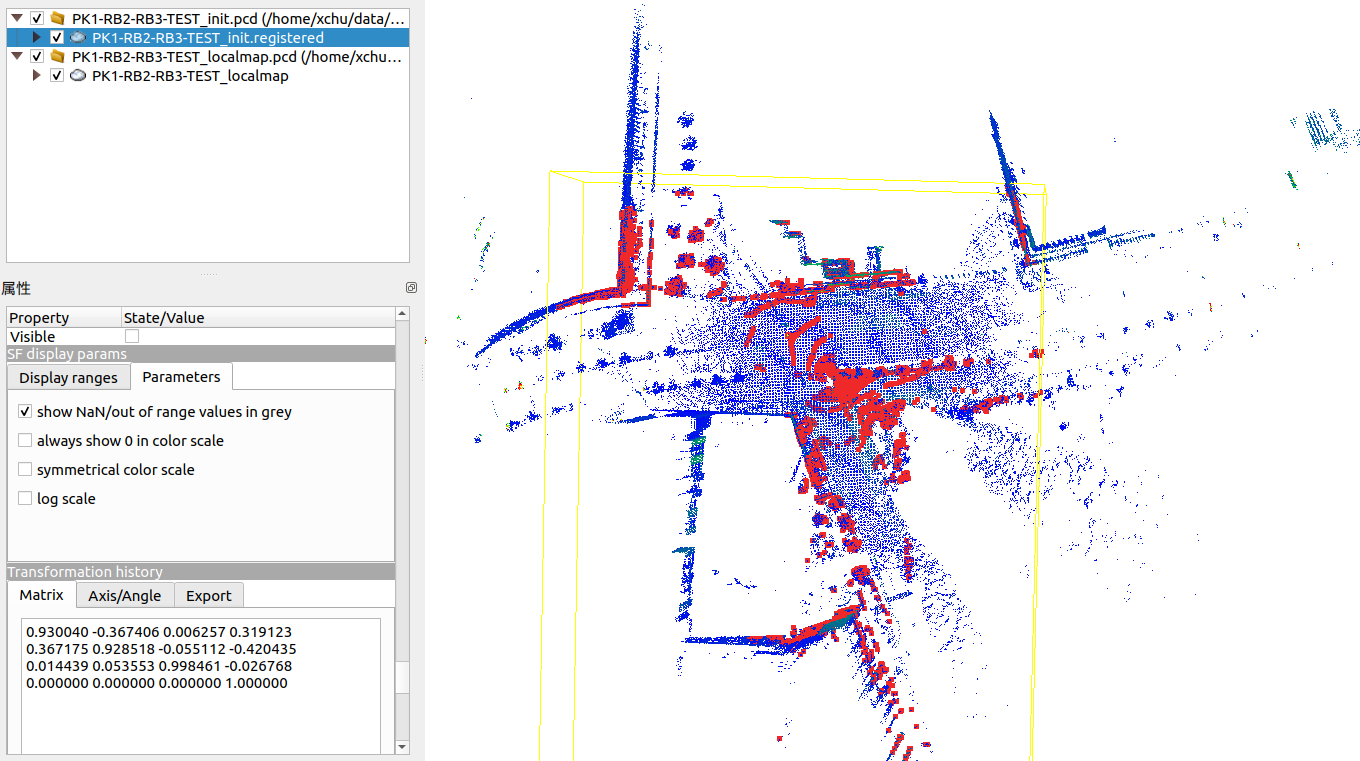 PK1-RB2-RB3-TEST_init.pcd (/home/xchu/data/...
PK1-RB2-RB3-TEST_init.registered
PK1-RB2-RB3-TEST_localmap.pcd (/home/xchu...
PK1-RB2-RB3-TEST_localmap
属性
Property State/Value
Visible
SF display params
Display ranges Parameters
show NaN/out of range values in grey
always show 0 in color scale
symmetrical color scale
log scale
Transformation history
Matrix Axis/Angle Export
0.930040 -0.367406 0.006257 0.319123
0.367175 0.928518 -0.055112 -0.420435
0.014439 0.053553 0.998461 -0.026768
0.000000 0.000000 0.000000 1.000000